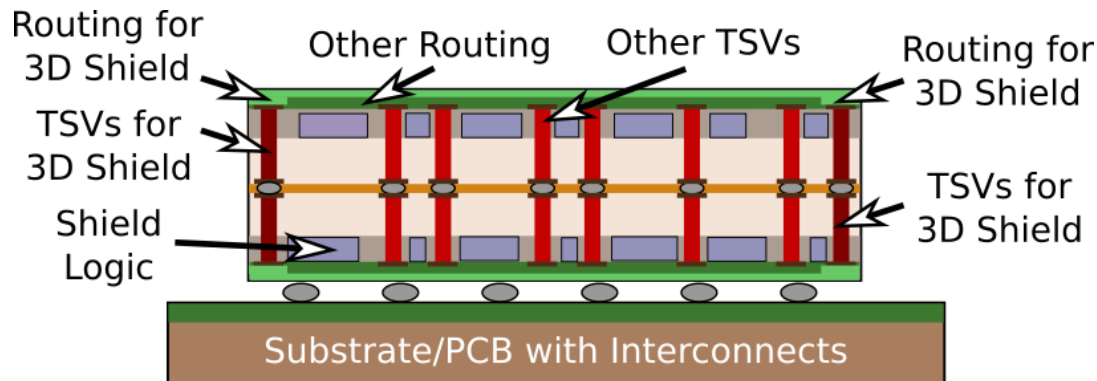 Routing for
3D Shield
Other Routing
Other TSVs
Routing for
3D Shield
TSVs for
3D Shield
TSVs for
3D Shield
Shield
Logic
Substrate/PCB with Interconnects